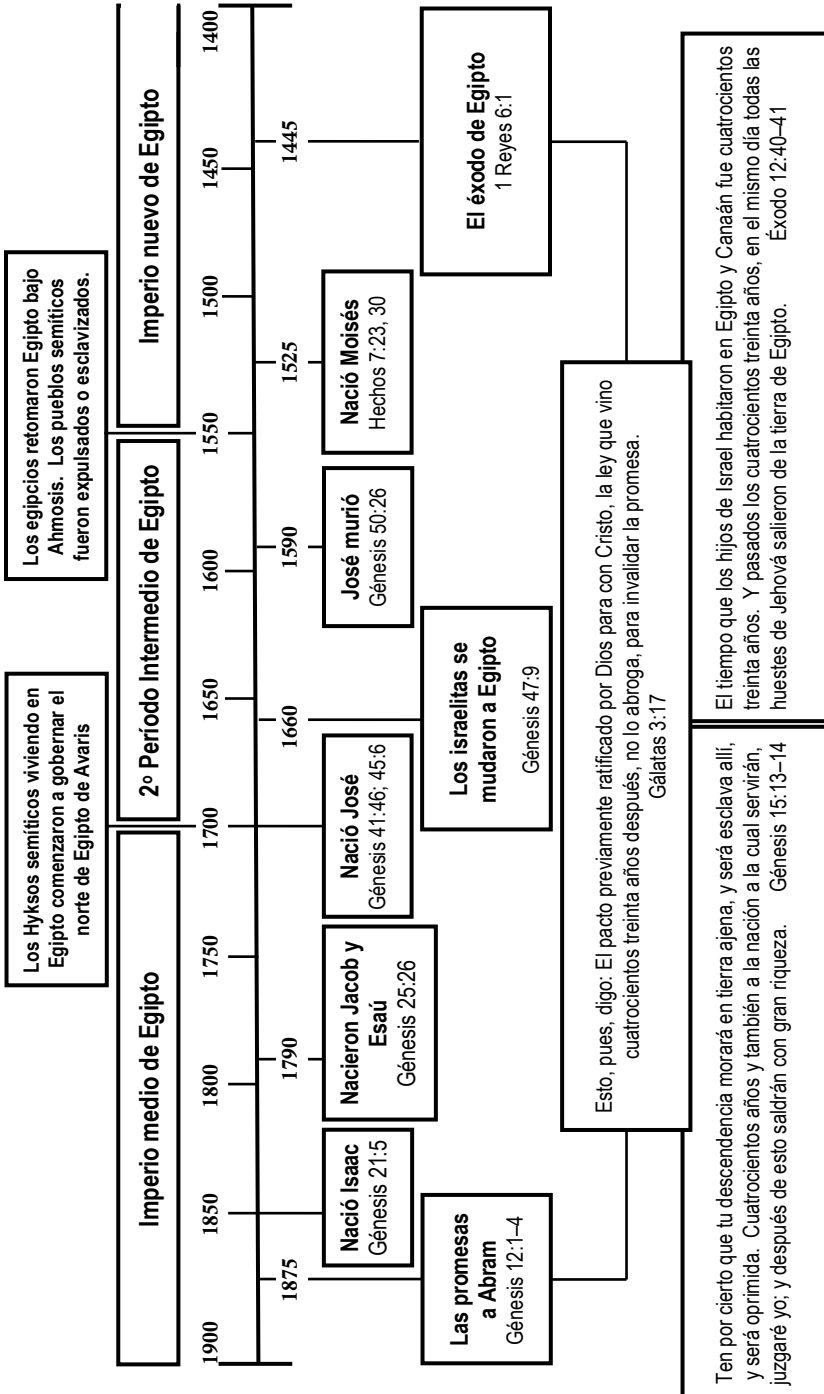 Los Hyksos semíticos viviendo en
Egipto comenzaron a gobernar el
norte de Egipto de Avaris
Los egipcios retomaron Egipto bajo
Ahmosis. Los pueblos semíticos
fueron expulsados o esclavizados.
Imperio medio de Egipto
2º Período Intermedio de Egipto
Imperio nuevo de Egipto
1900
1850
1800
1750
1700
1650
1600
1550
1500
1450
1400
1875
1790
1660
1590
1525
1445
Nació Isaac
Génesis 21:5
Nacieron Jacob y
Esaú
Génesis 25:26
Nació José
Génesis 41:46; 45:6
José murió
Génesis 50:26
Nació Moisés
Hechos 7:23, 30
Las promesas
a Abram
Génesis 12:1–4
Los israelitas se
mudaron a Egipto
Génesis 47:9
El éxodo de Egipto
1 Reyes 6:1
Esto, pues, digo: El pacto previamente ratificado por Dios para con Cristo, la ley que vino
cuatrocientos treinta años después, no lo abroga, para invalidar la promesa.
Gálatas 3:17
Ten por cierto que tu descendencia morará en tierra ajena, y será esclava allí,
y será oprimida. Cuatrocientos años y también a la nación a la cual servirán,
juzgaré yo; y después de esto saldrán con gran riqueza. Génesis 15:13–14
El tiempo que los hijos de Israel habitaron en Egipto y Canaán fue cuatrocientos
treinta años. Y pasados los cuatrocientos treinta años, en el mismo día todas las
huestes de Jehová salieron de la tierra de Egipto. Éxodo 12:40–41